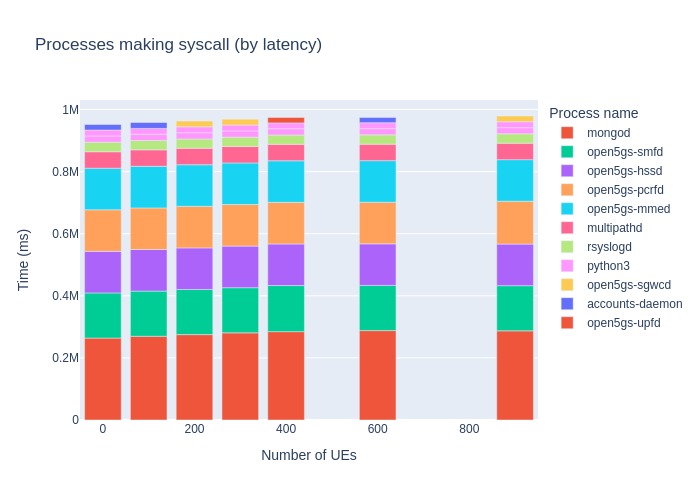 Processes making syscall (by latency)
1M
0.8M
0.6M
0.4M
0.2M
0
Time (ms)
0
200
400
600
800
Number of UEs
Process name
mongod
open5gs-smfd
open5gs-hssd
open5gs-pcrfd
open5gs-mmed
multipathd
rsyslogd
python3
open5gs-sgwcd
accounts-daemon
open5gs-upfd